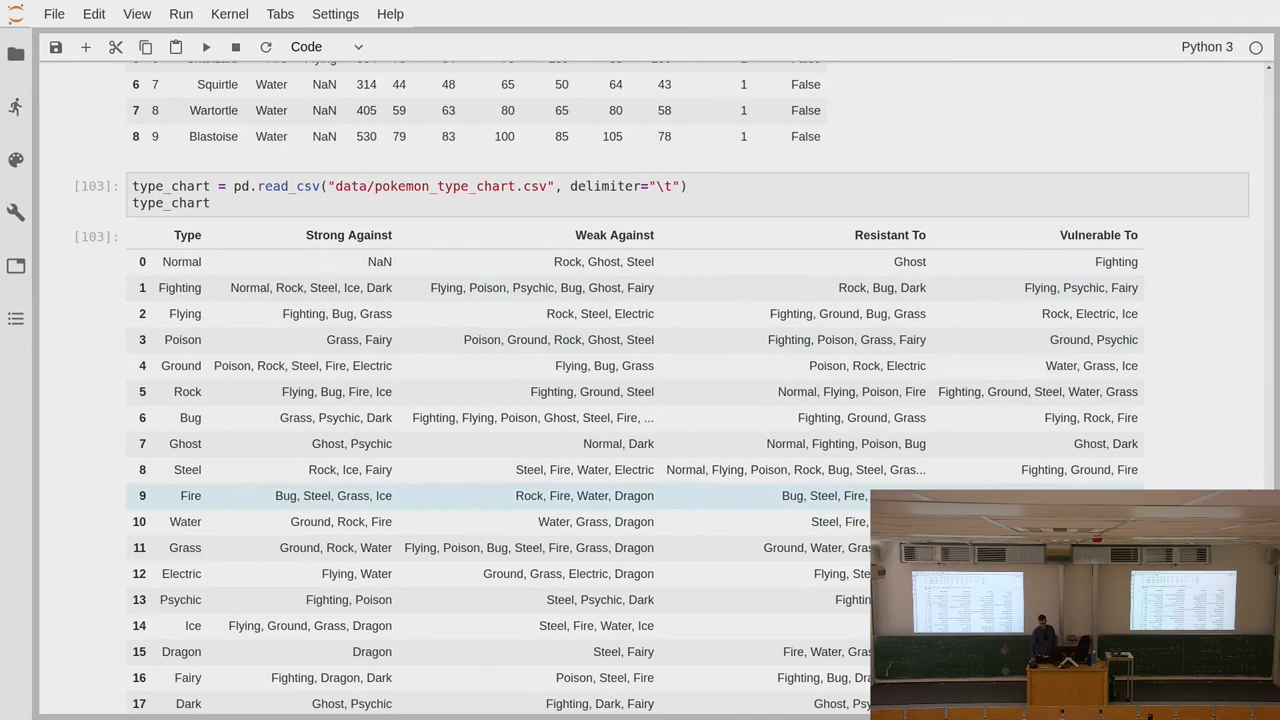 File Edit View Run Kernel Tabs Settings Help
Code Python 3
6 7 Squirtle Water NaN 314 44 48 65 50 64 43 1 False
7 8 Wartortle Water NaN 405 59 63 80 65 80 58 1 False
8 9 Blastoise Water NaN 530 79 83 100 85 105 78 1 False
[103]: type_chart = pd.read_csv("data/pokemon_type_chart.csv", delimiter="\t")
type_chart
[103]: Type Strong Against Weak Against Resistant To Vulnerable To
0 Normal NaN Rock, Ghost, Steel Ghost Fighting
1 Fighting Normal, Rock, Steel, Ice, Dark Flying, Poison, Psychic, Bug, Ghost, Fairy Rock, Bug, Dark Flying, Psychic, Fairy
2 Flying Fighting, Bug, Grass Rock, Steel, Electric Fighting, Ground, Bug, Grass Rock, Electric, Ice
3 Poison Grass, Fairy Poison, Ground, Rock, Ghost, Steel Fighting, Poison, Grass, Fairy Ground, Psychic
4 Ground Poison, Rock, Steel, Fire, Electric Flying, Bug, Grass Poison, Rock, Electric Water, Grass, Ice
5 Rock Flying, Bug, Fire, Ice Fighting, Ground, Steel Normal, Flying, Poison, Fire Fighting, Ground, Steel, Water, Grass
6 Bug Grass, Psychic, Dark Fighting, Flying, Poison, Ghost, Steel, Fire, ... Fighting, Ground, Grass Flying, Rock, Fire
7 Ghost Ghost, Psychic Normal, Dark Normal, Fighting, Poison, Bug Ghost, Dark
8 Steel Rock, Ice, Fairy Steel, Fire, Water, Electric Normal, Flying, Poison, Rock, Bug, Steel, Gras... Fighting, Ground, Fire
9 Fire Bug, Steel, Grass, Ice Rock, Fire, Water, Dragon Bug, Steel, Fire,
10 Water Ground, Rock, Fire Water, Grass, Dragon Steel, Fire,
11 Grass Ground, Rock, Water Flying, Poison, Bug, Steel, Fire, Grass, Dragon Ground, Water, Gras
12 Electric Flying, Water Ground, Grass, Electric, Dragon Flying, Ste
13 Psychic Fighting, Poison Steel, Psychic, Dark Fightin
14 Ice Flying, Ground, Grass, Dragon Steel, Fire, Water, Ice
15 Dragon Dragon Steel, Fairy Fire, Water, Gras
16 Fairy Fighting, Dragon, Dark Poison, Steel, Fire Fighting, Bug, Dra
17 Dark Ghost, Psychic Fighting, Dark, Fairy Ghost, Psy